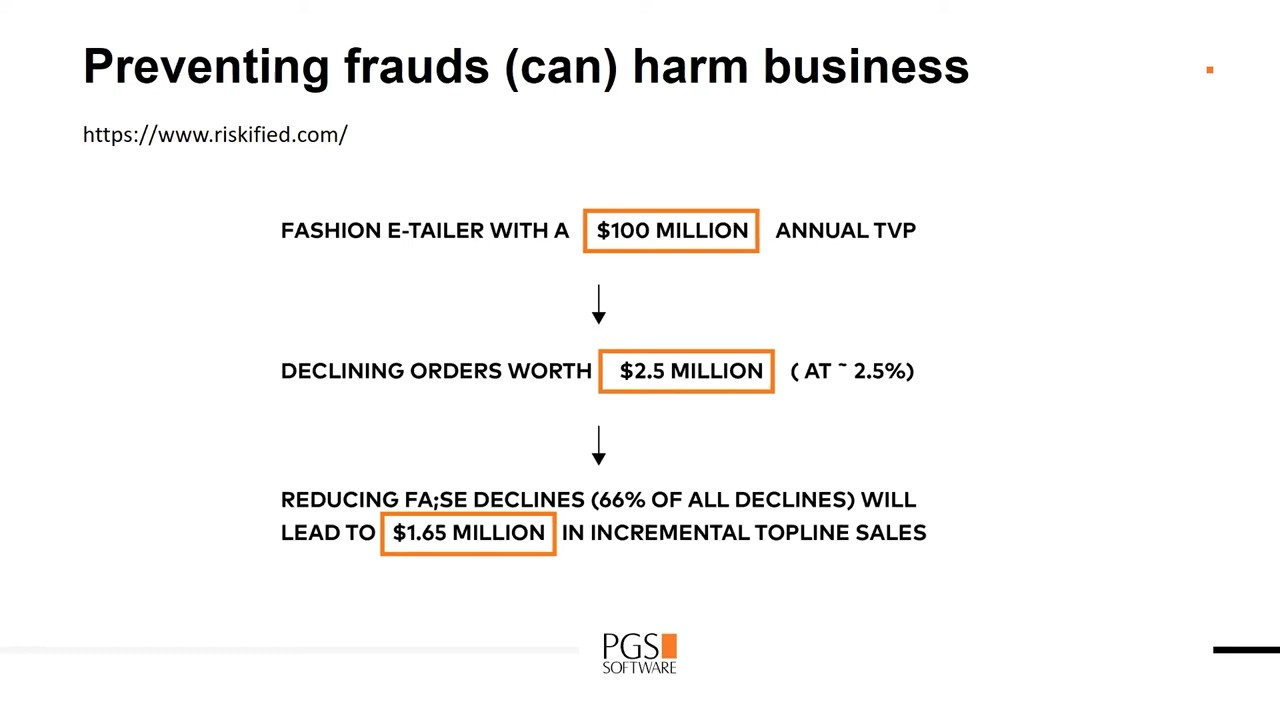 Preventing frauds (can) harm business
https://www.riskified.com/
FASHION E-TAILER WITH A $100 MILLION ANNUAL TVP
DECLINING ORDERS WORTH $2.5 MILLION ( AT ~ 2.5%)
REDUCING FA;SE DECLINES (66% OF ALL DECLINES) WILL
LEAD TO $1.65 MILLION IN INCREMENTAL TOPLINE SALES
PGS
SOFTWARE